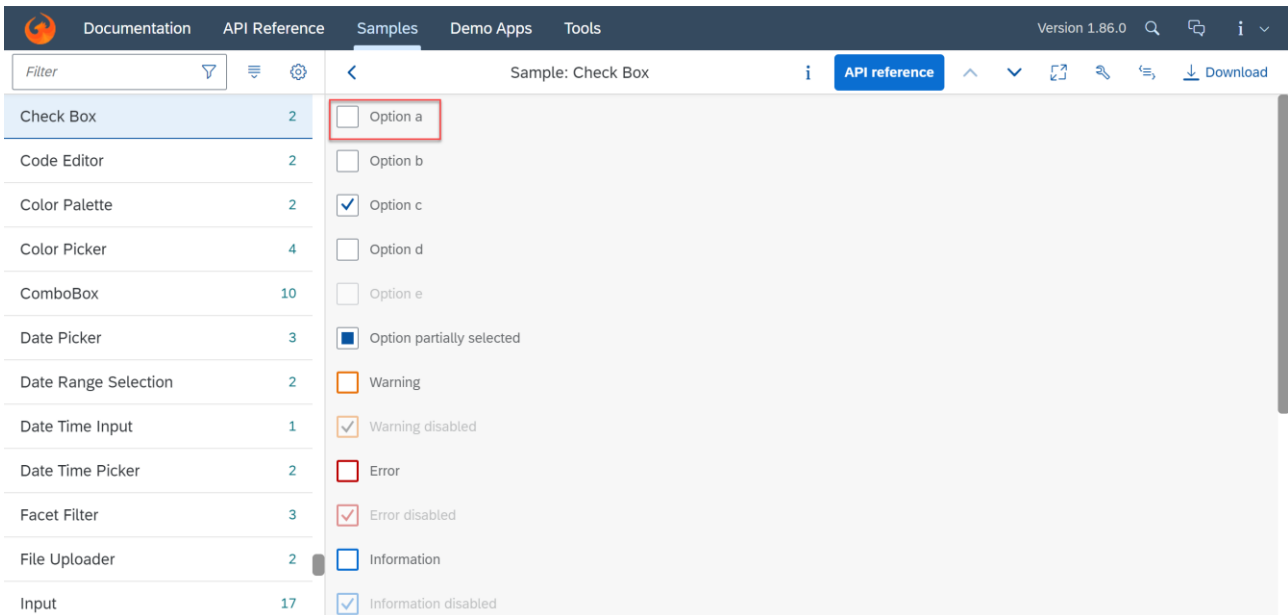 Documentation API Reference Samples Demo Apps Tools Version 1.86.0
Filter
Sample: Check Box
API reference
Download
Check Box 2
Code Editor 2
Color Palette 2
Color Picker 4
ComboBox 10
Date Picker 3
Date Range Selection 2
Date Time Input 1
Date Time Picker 2
Facet Filter 3
File Uploader 2
Input 17
Option a
Option b
Option c
Option d
Option e
Option partially selected
Warning
Warning disabled
Error
Error disabled
Information
Information disabled